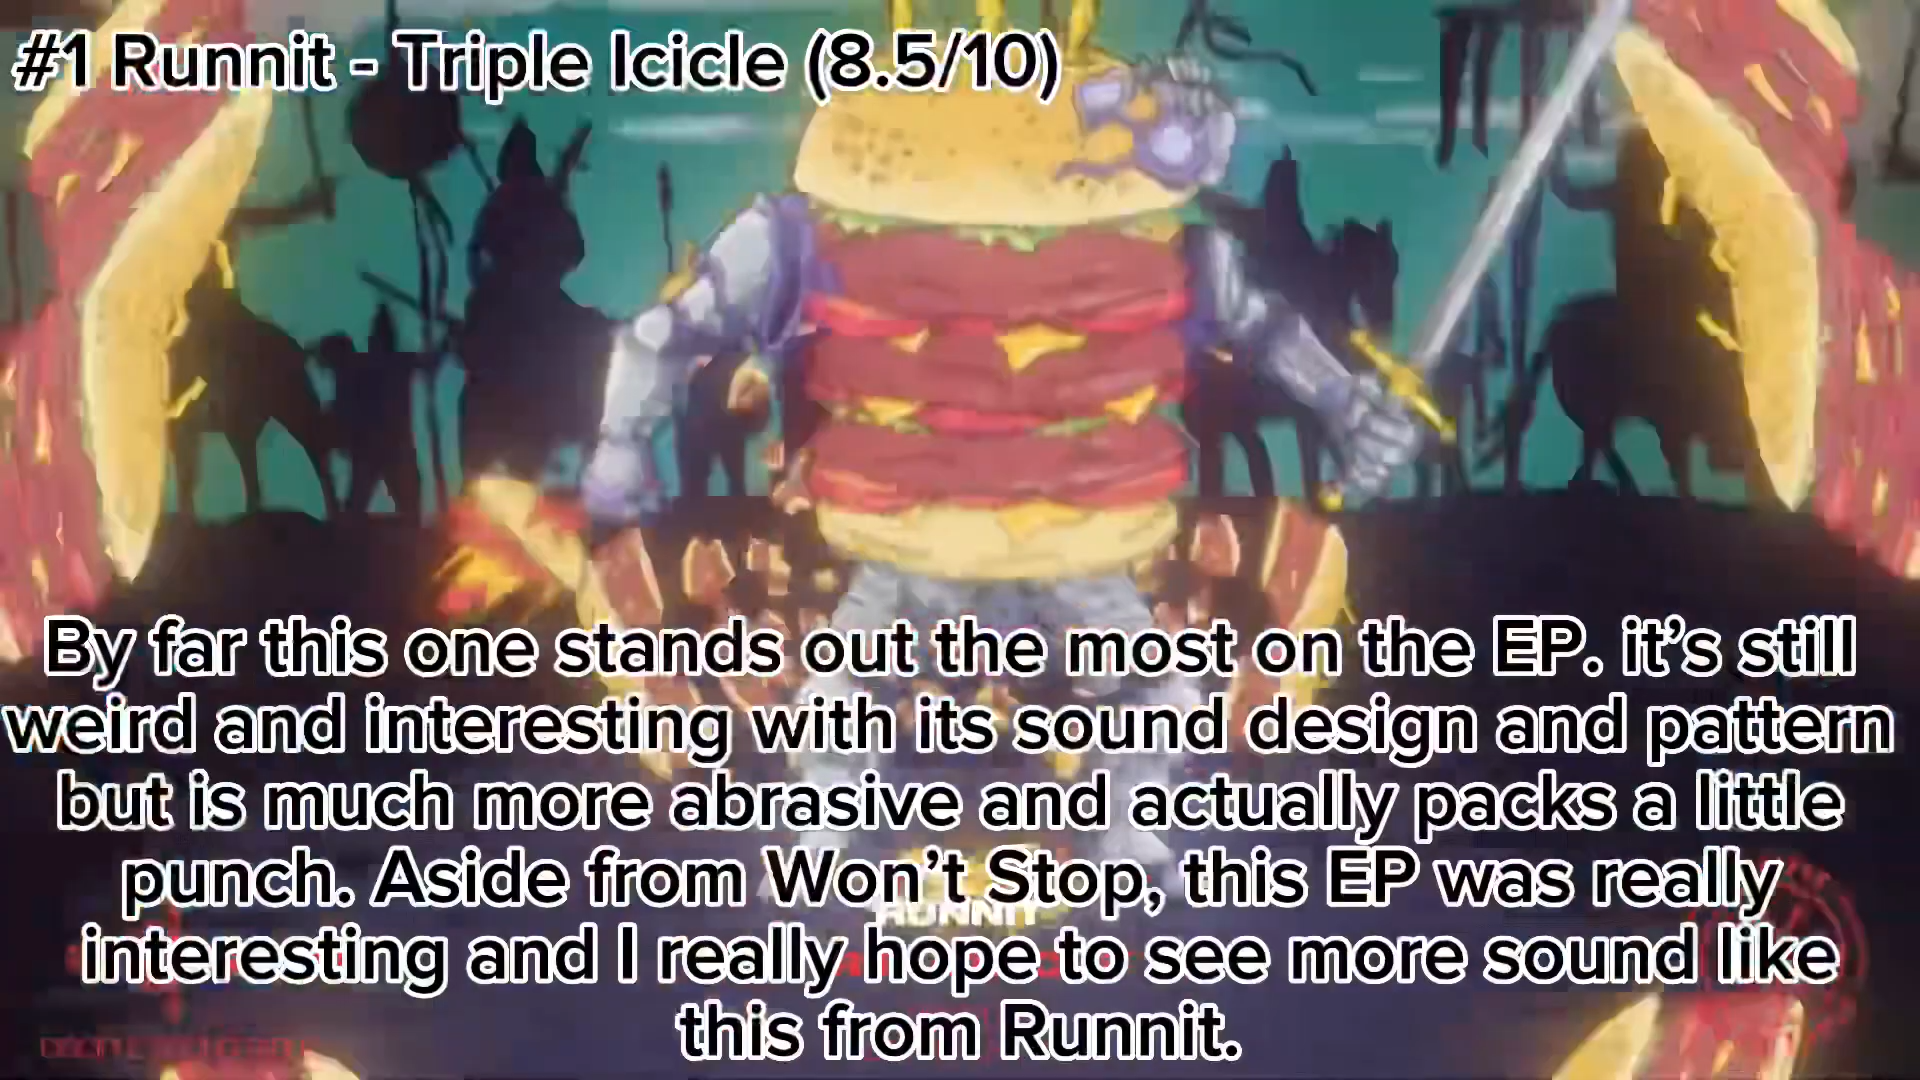 #1 Runnit - Triple Icicle (8.5/10)
By far this one stands out the most on the EP. it's still
weird and interesting with its sound design and pattern
but is much more abrasive and actually packs a little
punch. Aside from Won't Stop, this EP was really
RUNNIT
interesting and I really hope to see more sound like
this from Runnit.